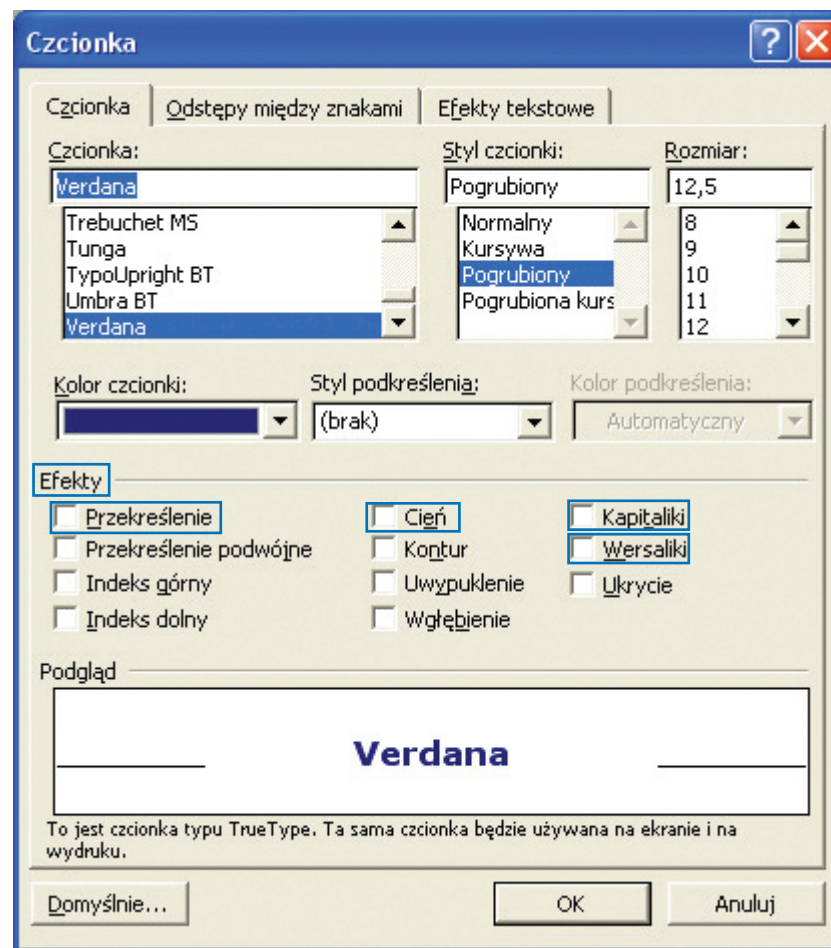 Czcionka
Czcionka Odstępy między znakami Efekty tekstowe
Czcionka: Styl czcionki: Rozmiar:
Verdana Pogrubiony 12,5
Trebuchet MS Normalny 8
Tunga Kursywa 9
TypoUpright BT Pogrubiony 10
Umbra BT Pogrubiona kurs 11
Verdana 12
Kolor czcionki: Styl podkreślenia: Kolor podkreślenia:
(brak) Automatyczny
Efekty
Przekreślenie Cień Kapitaliki
Przekreślenie podwójne Kontur Wersaliki
Indeks górny Uwypuklenie Ukrycie
Indeks dolny Wgłębienie
Podgląd
Verdana
To jest czcionka typu TrueType. Ta sama czcionka będzie używana na ekranie i na
wydruku.
Domyślnie... OK Anuluj